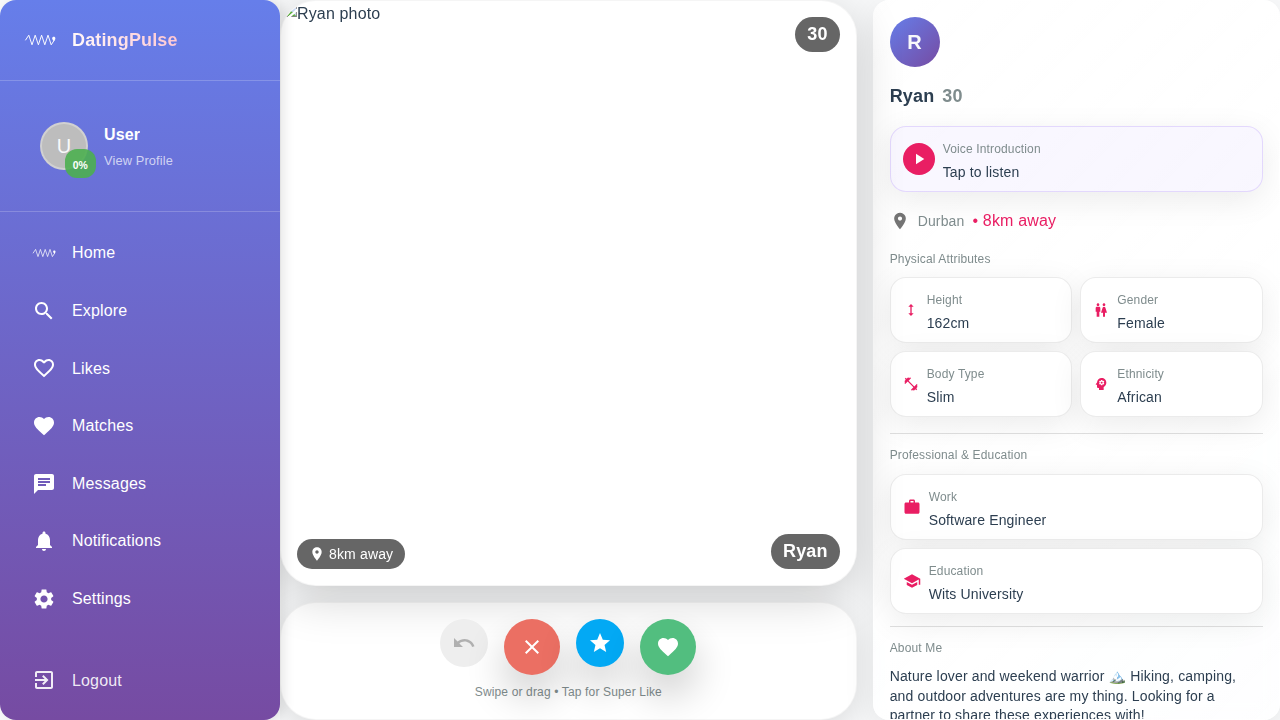 DatingPulse
U
0%
User
View Profile
Home
Explore
Likes
Matches
Messages
Notifications
Settings
Logout
Ryan photo
30
8km away
Ryan
Swipe or drag • Tap for Super Like
R
Ryan 30
Voice Introduction
Tap to listen
Durban • 8km away
Physical Attributes
Height
162cm
Gender
Female
Body Type
Slim
Ethnicity
African
Professional & Education
Work
Software Engineer
Education
Wits University
About Me
Nature lover and weekend warrior 🏔️ Hiking, camping,
and outdoor adventures are my thing. Looking for a
partner to share these experiences with!